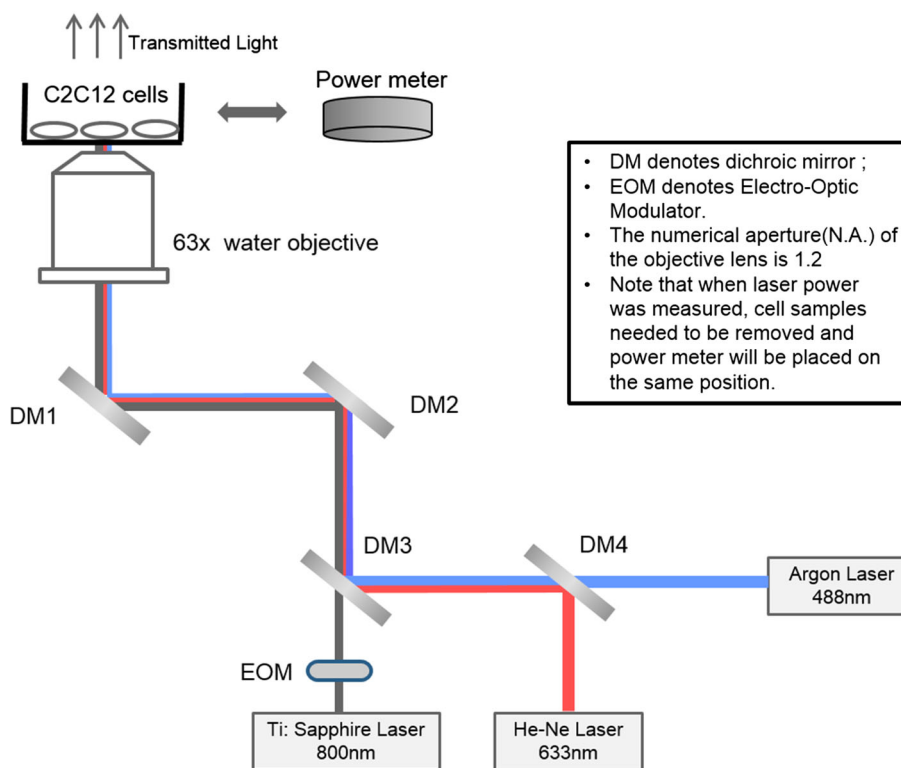 Transmitted Light
C2C12 cells
Power meter
63x water objective
• DM denotes dichroic mirror ;
• EOM denotes Electro-Optic
Modulator.
• The numerical aperture(N.A.) of
the objective lens is 1.2
• Note that when laser power
was measured, cell samples
needed to be removed and
power meter will be placed on
the same position.
DM1
DM2
DM3
DM4
Argon Laser
488nm
EOM
Ti: Sapphire Laser
800nm
He-Ne Laser
633nm